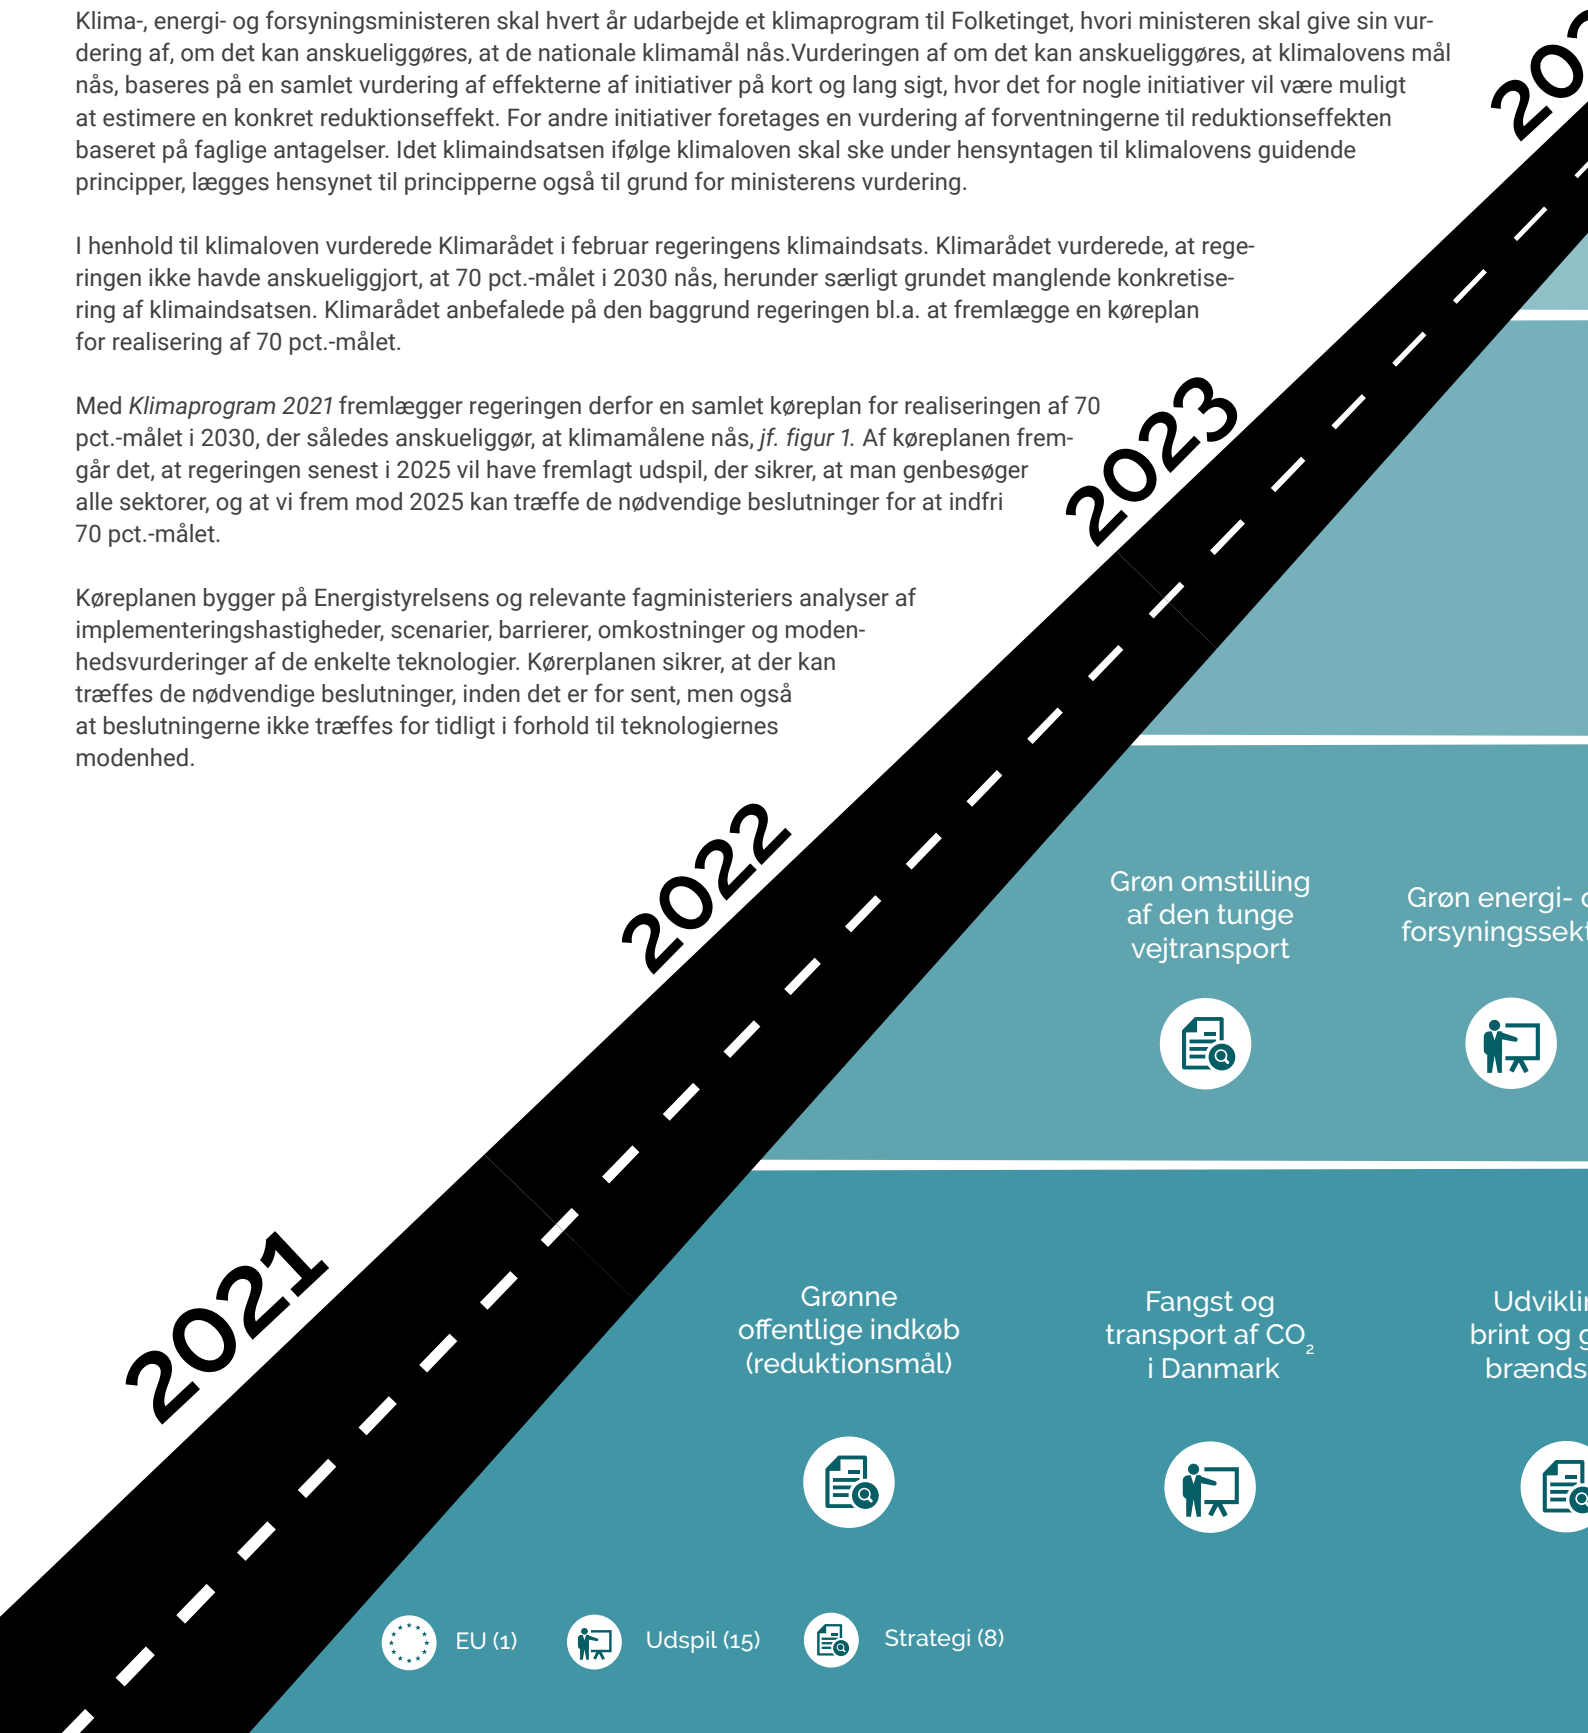 Klima-, energi- og forsyningsministeren skal hvert år udarbejde et klimaprogram til Folketinget, hvori ministeren skal give sin vur-
dering af, om det kan anskueliggøres, at de nationale klimamål nås.Vurderingen af om det kan anskueliggøres, at klimalovens mål
nås, baseres på en samlet vurdering af effekterne af initiativer på kort og lang sigt, hvor det for nogle initiativer vil være muligt
at estimere en konkret reduktionseffekt. For andre initiativer foretages en vurdering af forventningerne til reduktionseffekten
baseret på faglige antagelser. Idet klimaindsatsen ifølge klimaloven skal ske under hensyntagen til klimalovens guidende
principper, lægges hensynet til principperne også til grund for ministerens vurdering.
I henhold til klimaloven vurderede Klimarådet i februar regeringens klimaindsats. Klimarådet vurderede, at rege-
ringen ikke havde anskueliggjort, at 70 pct.-målet i 2030 nås, herunder særligt grundet manglende konkretise-
ring af klimaindsatsen. Klimarådet anbefalede på den baggrund regeringen bl.a. at fremlægge en køreplan
for realisering af 70 pct.-målet.
Med Klimaprogram 2021 fremlægger regeringen derfor en samlet køreplan for realiseringen af 70
pct.-målet i 2030, der således anskueliggør, at klimamålene nås, jf. figur 1. Af køreplanen frem-
går det, at regeringen senest i 2025 vil have fremlagt udspil, der sikrer, at man genbesøger
alle sektorer, og at vi frem mod 2025 kan træffe de nødvendige beslutninger for at indfri
70 pct.-målet.
Køreplanen bygger på Energistyrelsens og relevante fagministeriers analyser af
implementeringshastigheder, scenarier, barrierer, omkostninger og moden-
hedsvurderinger af de enkelte teknologier. Kørerplanen sikrer, at der kan
træffes de nødvendige beslutninger, inden det er for sent, men også
at beslutningerne ikke træffes for tidligt i forhold til teknologiernes
modenhed.
2023
2022
Grøn omstilling
af den tunge
vejtransport
Grøn energi-
2021
Grønne
offentlige indkøb
(reduktionsmål)
Fangst og
transport af CO₂
i Danmark
brint og
EU (1)
Udspil (15)
Strategi (8)